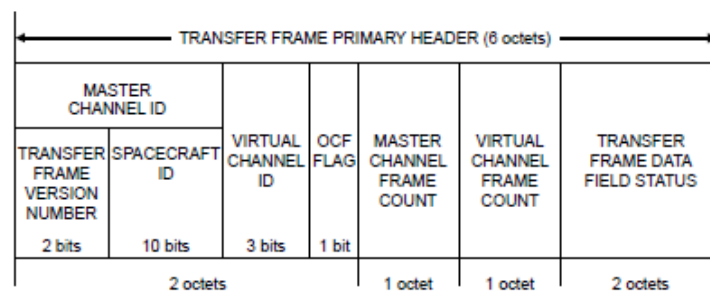 TRANSFER FRAME PRIMARY HEADER (6 octets)
MASTER
CHANNEL ID
TRANSFER
FRAME
VERSION
NUMBER
2 bits
SPACECRAFT
ID
10 bits
VIRTUAL
CHANNEL
ID
3 bits
OCF
FLAG
1 bit
MASTER
CHANNEL
FRAME
COUNT
VIRTUAL
CHANNEL
FRAME
COUNT
TRANSFER
FRAME DATA
FIELD STATUS
2 octets
1 octet
1 octet
2 octets